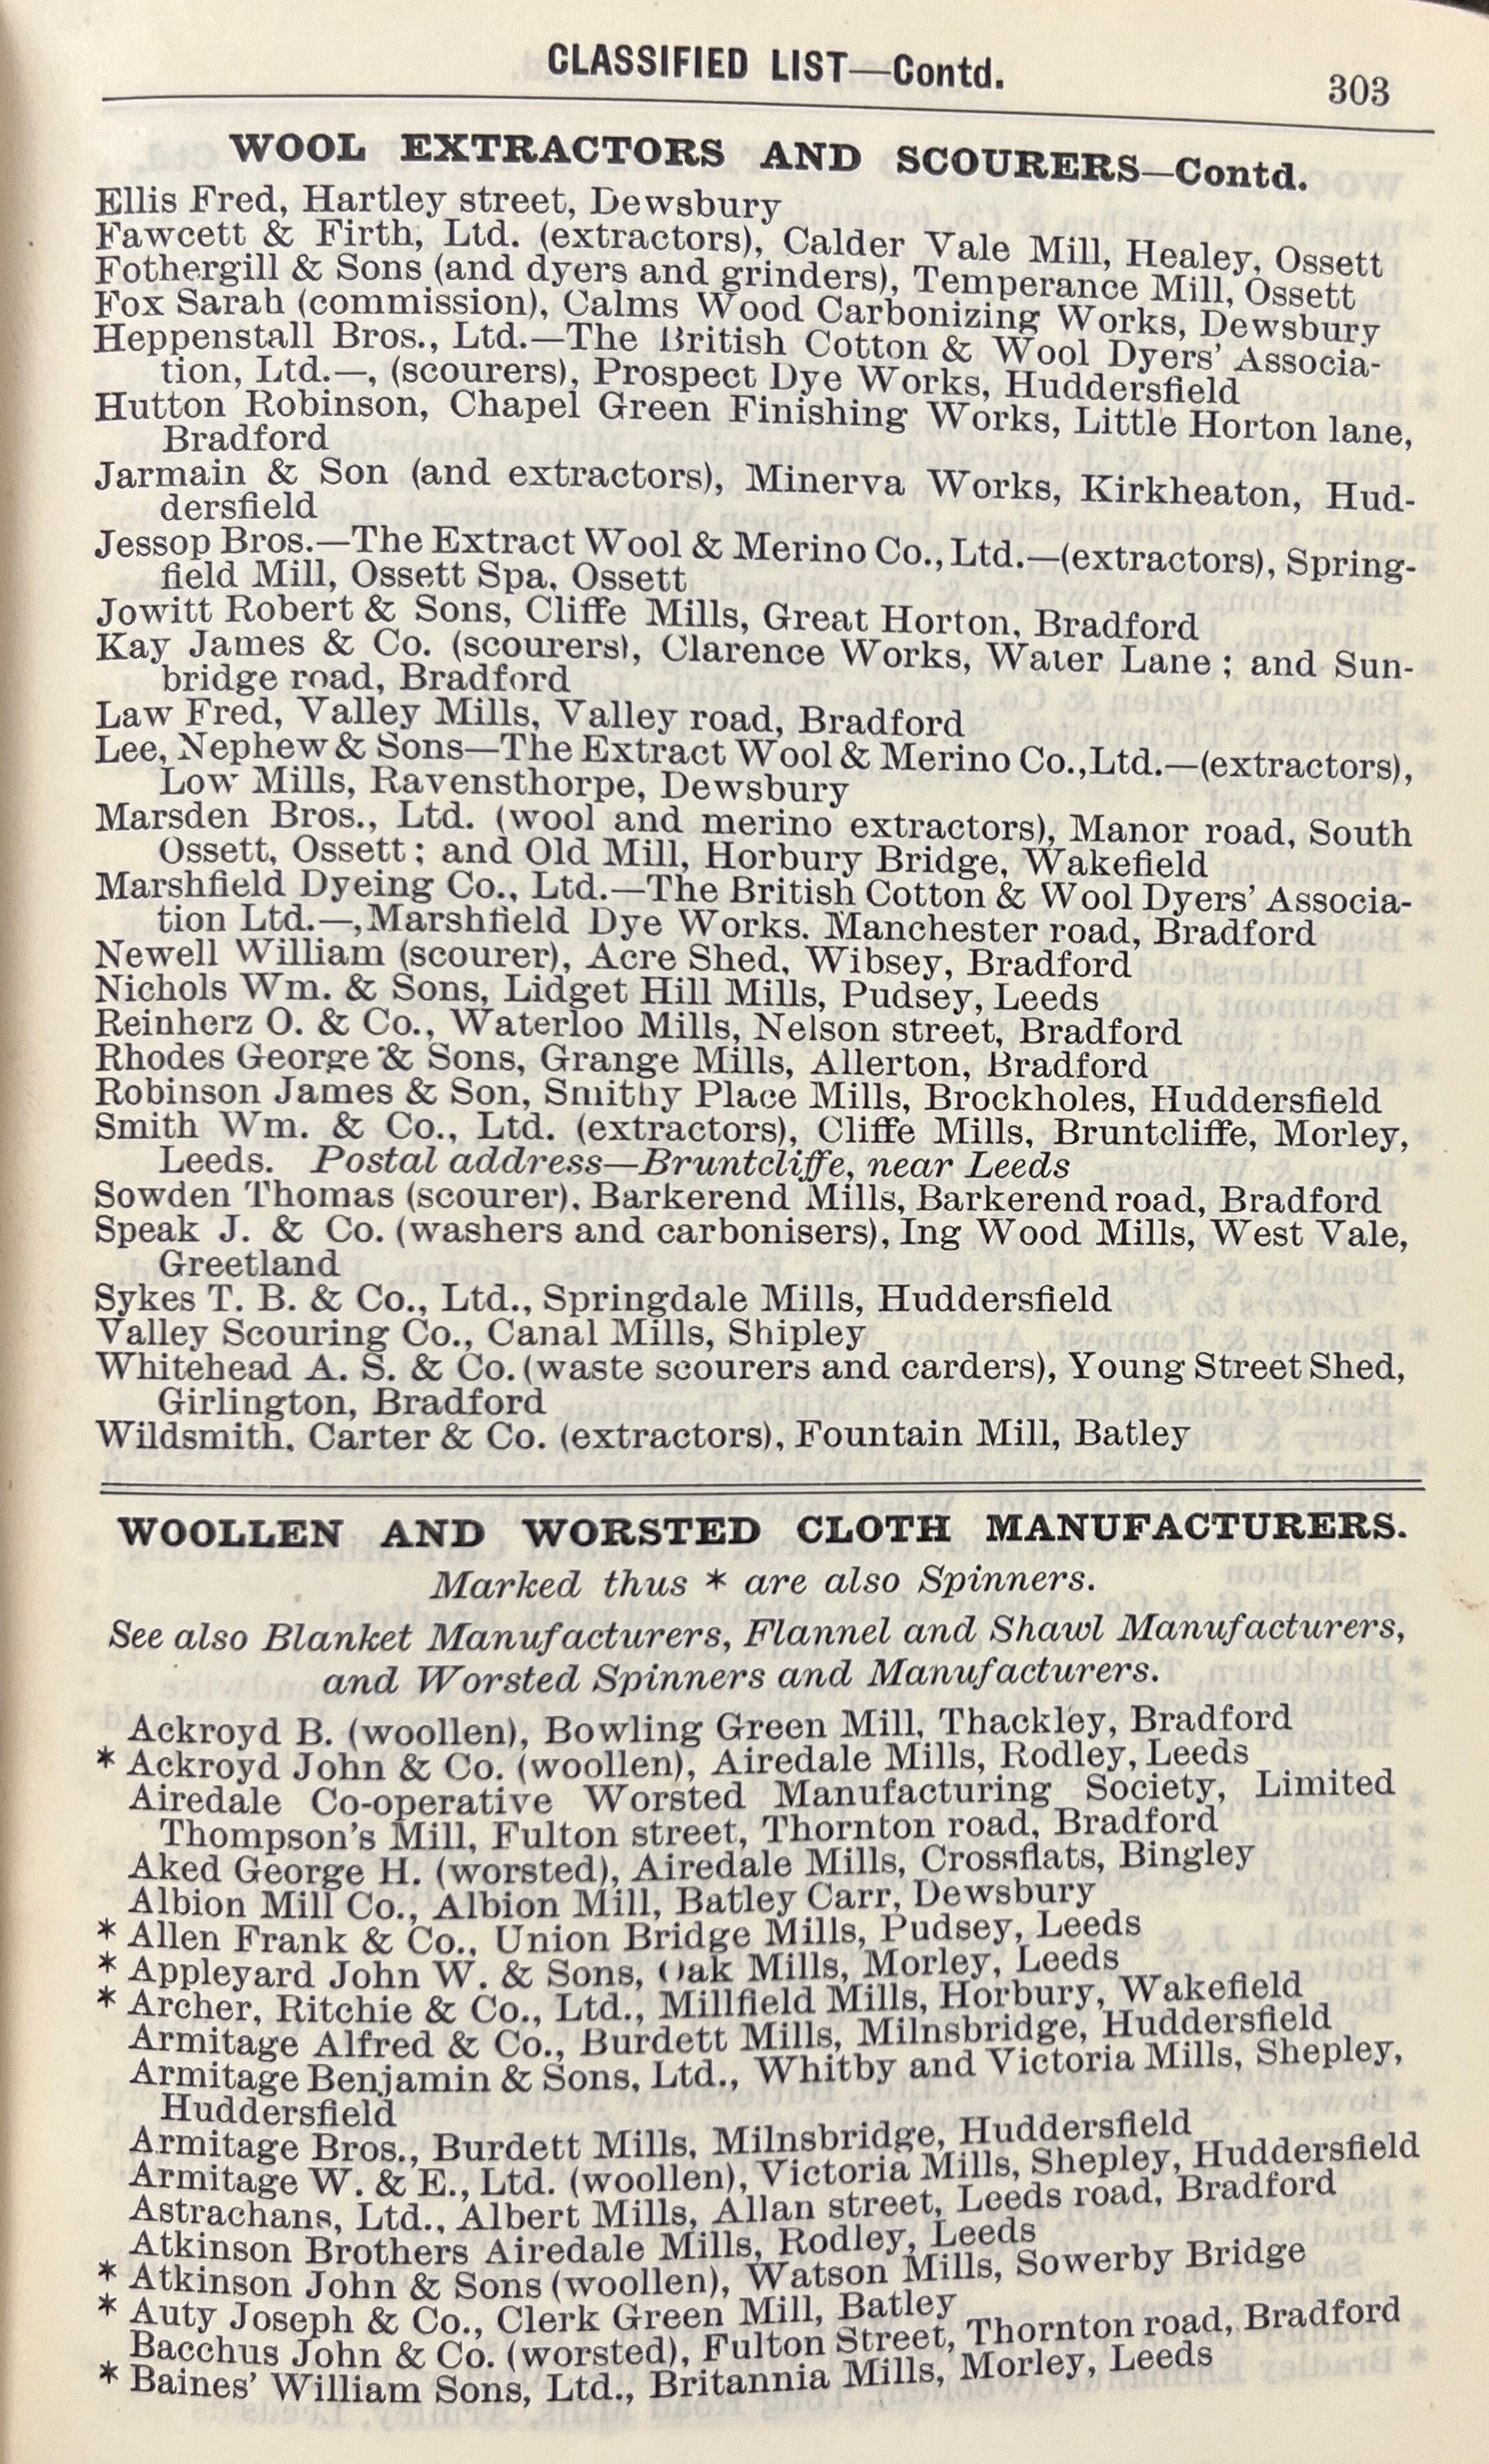 CLASSIFIED LIST—Contd.
303
WOOL EXTRACTORS AND SCOURERS—Contd.
Ellis Fred, Hartley street, Dewsbury
Fawcett & Firth, Ltd. (extractors), Calder Vale Mill, Healey, Ossett
Fothergill & Sons (and dyers and grinders), Temperance Mill, Ossett
Fox Sarah (commission), Calms Wood Carbonizing Works, Dewsbury
Heppenstall Bros., Ltd.—The British Cotton & Wool Dyers' Associa-
tion, Ltd.—, (scourers), Prospect Dye Works, Huddersfield
Hutton Robinson, Chapel Green Finishing Works, Little Horton lane,
Bradford
Jarmain & Son (and extractors), Minerva Works, Kirkheaton, Hud-
dersfield
Jessop Bros.—The Extract Wool & Merino Co., Ltd.—(extractors), Spring-
field Mill, Ossett Spa, Ossett
Jowitt Robert & Sons, Cliffe Mills, Great Horton, Bradford
Kay James & Co. (scourers), Clarence Works, Water Lane; and Sun-
bridge road, Bradford
Law Fred, Valley Mills, Valley road, Bradford
Lee, Nephew & Sons—The Extract Wool & Merino Co., Ltd.—(extractors),
Low Mills, Ravensthorpe, Dewsbury
Marsden Bros., Ltd. (wool and merino extractors), Manor road, South
Ossett, Ossett; and Old Mill, Horbury Bridge, Wakefield
Marshfield Dyeing Co., Ltd.—The British Cotton & Wool Dyers' Associa-
tion Ltd.—, Marshfield Dye Works. Manchester road, Bradford
Newell William (scourer), Acre Shed, Wibsey, Bradford
Nichols Wm. & Sons, Lidget Hill Mills, Pudsey, Leeds
Reinherz O. & Co., Waterloo Mills, Nelson street, Bradford
Rhodes George & Sons, Grange Mills, Allerton, Bradford
Robinson James & Son, Smithy Place Mills, Brockholes, Huddersfield
Smith Wm. & Co., Ltd. (extractors), Cliffe Mills, Bruntcliffe, Morley,
Leeds. Postal address—Bruntcliffe, near Leeds
Sowden Thomas (scourer), Barkerend Mills, Barkerend road, Bradford
Speak J. & Co. (washers and carbonisers), Ing Wood Mills, West Vale,
Greetland
Sykes T. B. & Co., Ltd., Springdale Mills, Huddersfield
Valley Scouring Co., Canal Mills, Shipley
Whitehead A. S. & Co. (waste scourers and carders), Young Street Shed,
Girlington, Bradford
Wildsmith, Carter & Co. (extractors), Fountain Mill, Batley
WOOLLEN AND WORSTED CLOTH MANUFACTURERS.
Marked thus * are also Spinners.
See also Blanket Manufacturers, Flannel and Shawl Manufacturers,
and Worsted Spinners and Manufacturers.
Ackroyd B. (woollen), Bowling Green Mill, Thackley, Bradford
* Ackroyd John & Co. (woollen), Airedale Mills, Rodley, Leeds
Airedale Co-operative Worsted Manufacturing Society, Limited
Thompson's Mill, Fulton street, Thornton road, Bradford
Aked George H. (worsted), Airedale Mills, Crossflats, Bingley
Albion Mill Co., Albion Mill, Batley Carr, Dewsbury
* Allen Frank & Co., Union Bridge Mills, Pudsey, Leeds
* Appleyard John W. & Sons, Oak Mills, Morley, Leeds
* Archer, Ritchie & Co., Ltd., Millfield Mills, Horbury, Wakefield
Armitage Alfred & Co., Burdett Mills, Milnsbridge, Huddersfield
Armitage Benjamin & Sons, Ltd., Whitby and Victoria Mills, Shepley,
Huddersfield
Armitage Bros., Burdett Mills, Milnsbridge, Huddersfield
Armitage W. & E., Ltd. (woollen), Victoria Mills, Shepley, Huddersfield
Astrachans, Ltd., Albert Mills, Allan street, Leeds road, Bradford
Atkinson Brothers Airedale Mills, Rodley, Leeds
* Atkinson John & Sons (woollen), Watson Mills, Sowerby Bridge
* Auty Joseph & Co., Clerk Green Mill, Batley
Bacchus John & Co. (worsted), Fulton Street, Thornton road, Bradford
* Baines' William Sons, Ltd., Britannia Mills, Morley, Leeds